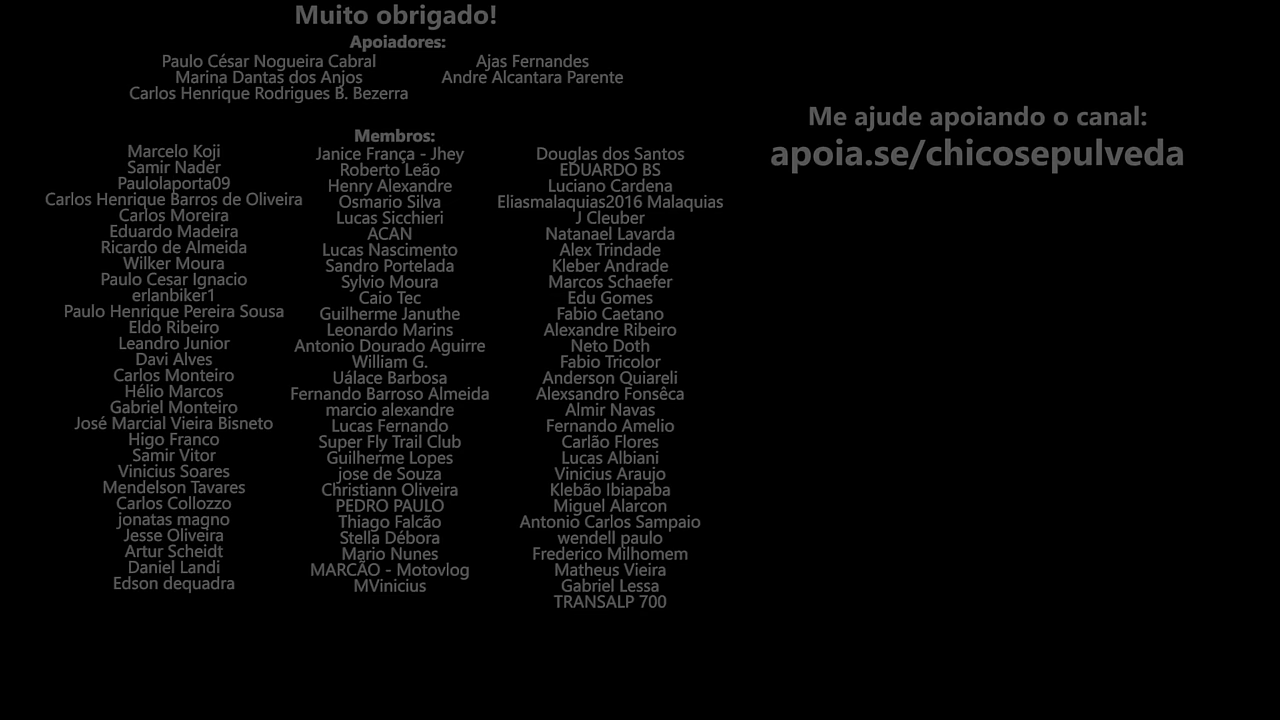 Muito obrigado!
Apoiadores:
Paulo César Nogueira Cabral
Marina Dantas dos Anjos
Carlos Henrique Rodrigues B. Bezerra
Ajas Fernandes
Andre Alcantara Parente
Membros:
Marcelo Koji
Samir Nader
Paulolaporta09
Carlos Henrique Barros de Oliveira
Carlos Moreira
Eduardo Madeira
Ricardo de Almeida
Wilker Moura
Paulo Cesar Ignacio
erlanbiker1
Paulo Henrique Pereira Sousa
Eldo Ribeiro
Leandro Junior
Davi Alves
Carlos Monteiro
Hélio Marcos
Gabriel Monteiro
José Marcial Vieira Bisneto
Higo Franco
Samir Vitor
Vinicius Soares
Mendelson Tavares
Carlos Collozzo
jonatas magno
Jesse Oliveira
Artur Scheidt
Daniel Landi
Edson dequadra
Janice França - Jhey
Roberto Leão
Henry Alexandre
Osmario Silva
Lucas Sicchieri
ACAN
Lucas Nascimento
Sandro Portelada
Sylvio Moura
Caio Tec
Guilherme Januthe
Leonardo Marins
Antonio Dourado Aguirre
William G.
Uálace Barbosa
Fernando Barroso Almeida
marcio alexandre
Lucas Fernando
Super Fly Trail Club
Guilherme Lopes
jose de Souza
Christiann Oliveira
PEDRO PAULO
Thiago Falcão
Stella Débora
Mario Nunes
MARCÃO - Motovlog
MVinicius
Douglas dos Santos
EDUARDO BS
Luciano Cardena
Eliasmalaquias2016 Malaquias
J Cleuber
Natanael Lavarda
Alex Trindade
Kleber Andrade
Marcos Schaefer
Edu Gomes
Fabio Caetano
Alexandre Ribeiro
Neto Doth
Fabio Tricolor
Anderson Quiareli
Alexsandro Fonsêca
Almir Navas
Fernando Amelio
Carlão Flores
Lucas Albiani
Vinicius Araujo
Klebão Ibiapaba
Miguel Alarcon
Antonio Carlos Sampaio
wendell paulo
Frederico Milhomem
Matheus Vieira
Gabriel Lessa
TRANSALP 700
Me ajude apoiando o canal:
apoia.se/chicosepulveda